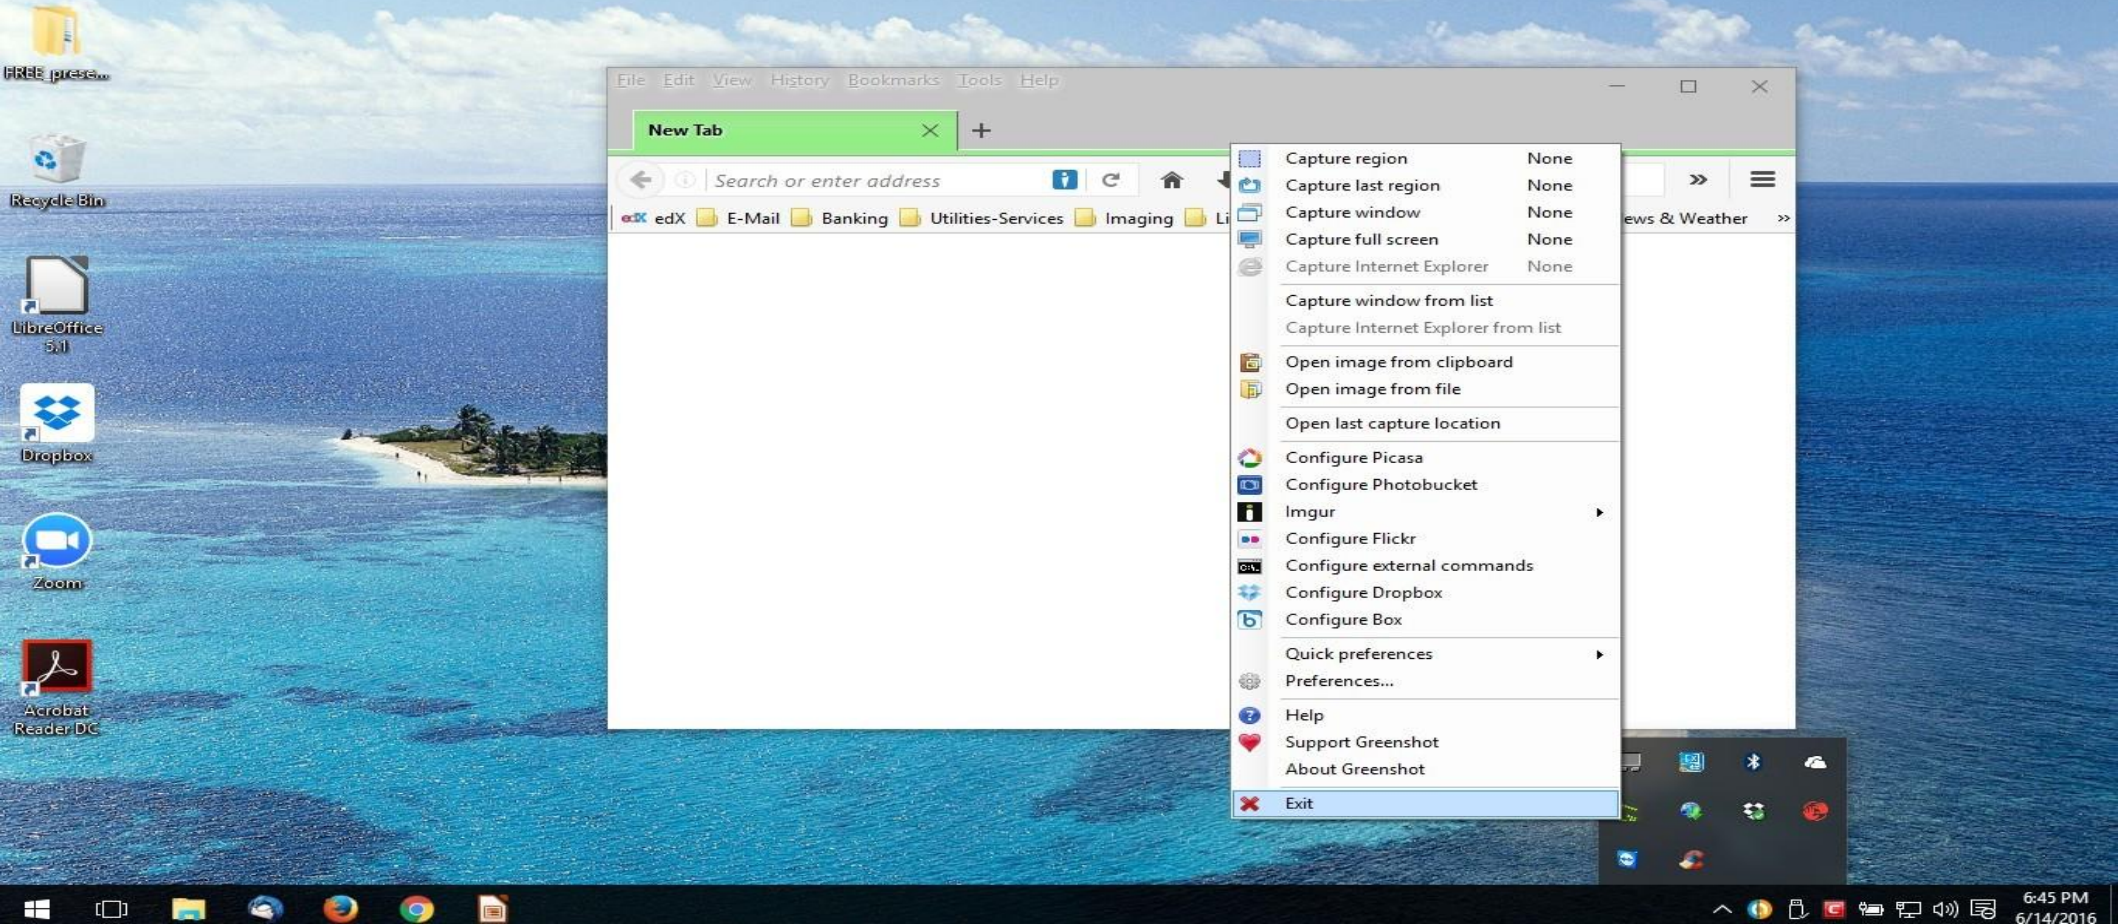 FREE_prese...
Recycle Bin
LibreOffice
5.1
Dropbox
Zoom
Acrobat
Reader DC
File Edit View History Bookmarks Tools Help
New Tab
Search or enter address
edX edX E-Mail Banking Utilities-Services Imaging Li
ews & Weather
Capture region None
Capture last region None
Capture window None
Capture full screen None
Capture Internet Explorer None
Capture window from list
Capture Internet Explorer from list
Open image from clipboard
Open image from file
Open last capture location
Configure Picasa
Configure Photobucket
Imgur
Configure Flickr
Configure external commands
Configure Dropbox
Configure Box
Quick preferences
Preferences...
Help
Support Greenshot
About Greenshot
Exit
6:45 PM
6/14/2016